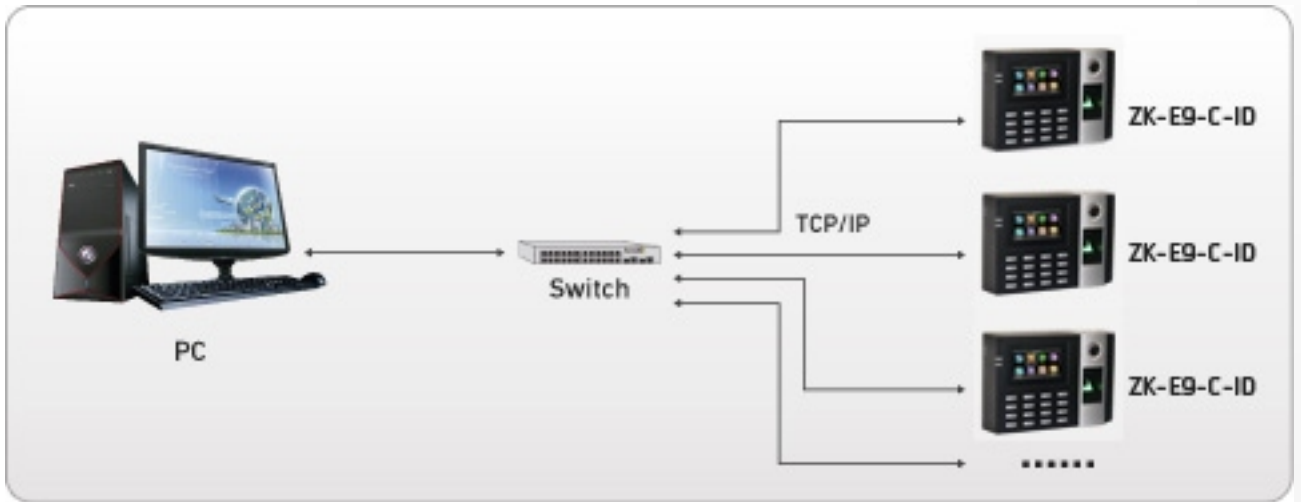 ZK-E9-C-ID
TCP/IP
ZK-E9-C-ID
Switch
PC
ZK-E9-C-ID
......